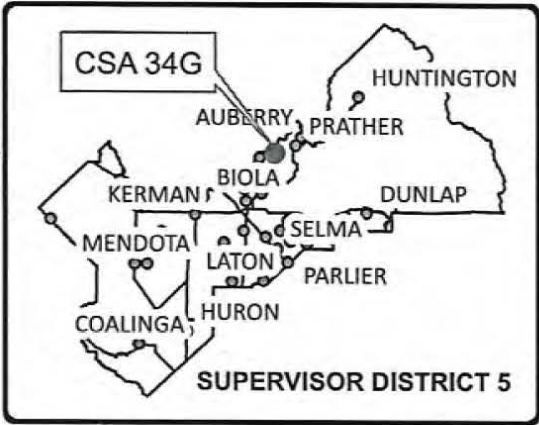 CSA 34G
HUNTINGTON
AUBERRY
PRATHER
BIOLA
KERMAN
DUNLAP
SELMA
MENDOTA
LATON
PARLIER
HURON
COALINGA
SUPERVISOR DISTRICT 5